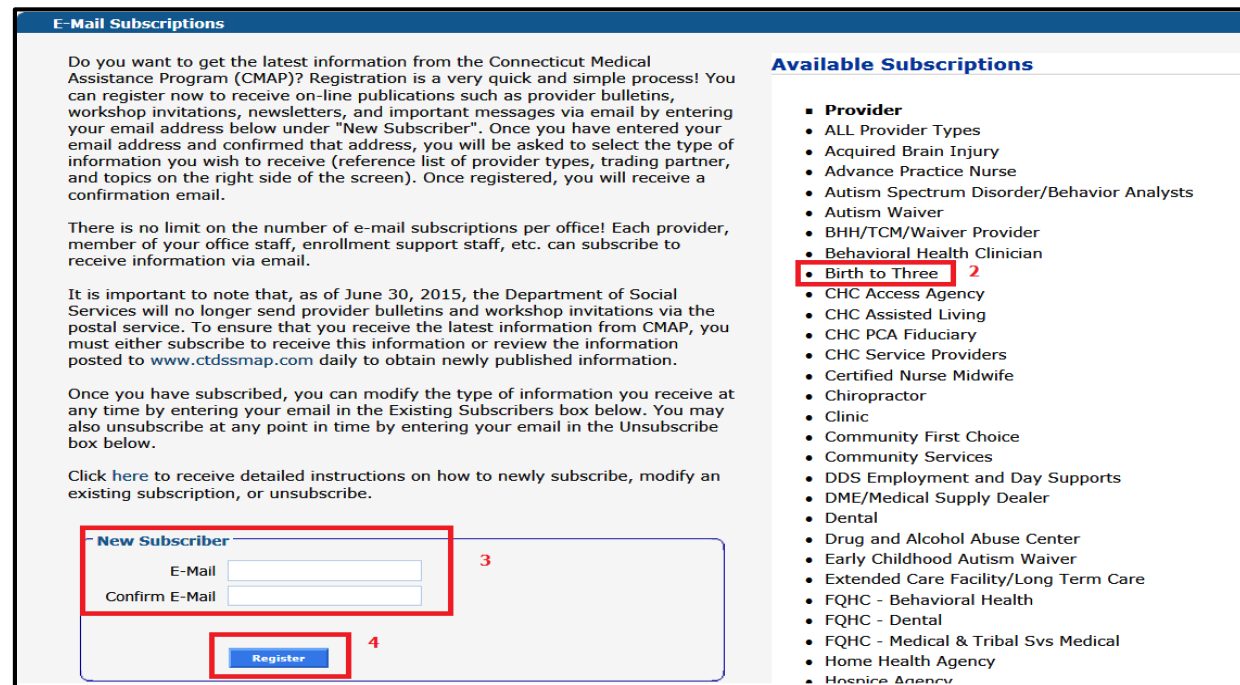 E-Mail Subscriptions
Do you want to get the latest information from the Connecticut Medical
Assistance Program (CMAP)? Registration is a very quick and simple process! You
can register now to receive on-line publications such as provider bulletins,
workshop invitations, newsletters, and important messages via email by entering
your email address below under "New Subscriber". Once you have entered your
email address and confirmed that address, you will be asked to select the type of
information you wish to receive (reference list of provider types, trading partner,
and topics on the right side of the screen). Once registered, you will receive a
confirmation email.
There is no limit on the number of e-mail subscriptions per office! Each provider,
member of your office staff, enrollment support staff, etc. can subscribe to
receive information via email.
It is important to note that, as of June 30, 2015, the Department of Social
Services will no longer send provider bulletins and workshop invitations via the
postal service. To ensure that you receive the latest information from CMAP, you
must either subscribe to receive this information or review the information
posted to www.ctdssmap.com daily to obtain newly published information.
Once you have subscribed, you can modify the type of information you receive at
any time by entering your email in the Existing Subscribers box below. You may
also unsubscribe at any point in time by entering your email in the Unsubscribe
box below.
Click here to receive detailed instructions on how to newly subscribe, modify an
existing subscription, or unsubscribe.
New Subscriber
3
E-Mail
Confirm E-Mail
4
Register
Available Subscriptions
Provider
ALL Provider Types
Acquired Brain Injury
Advance Practice Nurse
Autism Spectrum Disorder/Behavior Analysts
Autism Waiver
BHH/TCM/Waiver Provider
Behavioral Health Clinician
Birth to Three 2
CHC Access Agency
CHC Assisted Living
CHC PCA Fiduciary
CHC Service Providers
Certified Nurse Midwife
Chiropractor
Clinic
Community First Choice
Community Services
DDS Employment and Day Supports
DME/Medical Supply Dealer
Dental
Drug and Alcohol Abuse Center
Early Childhood Autism Waiver
Extended Care Facility/Long Term Care
FQHC - Behavioral Health
FQHC - Dental
FQHC - Medical & Tribal Svs Medical
Home Health Agency
Hospice Agency